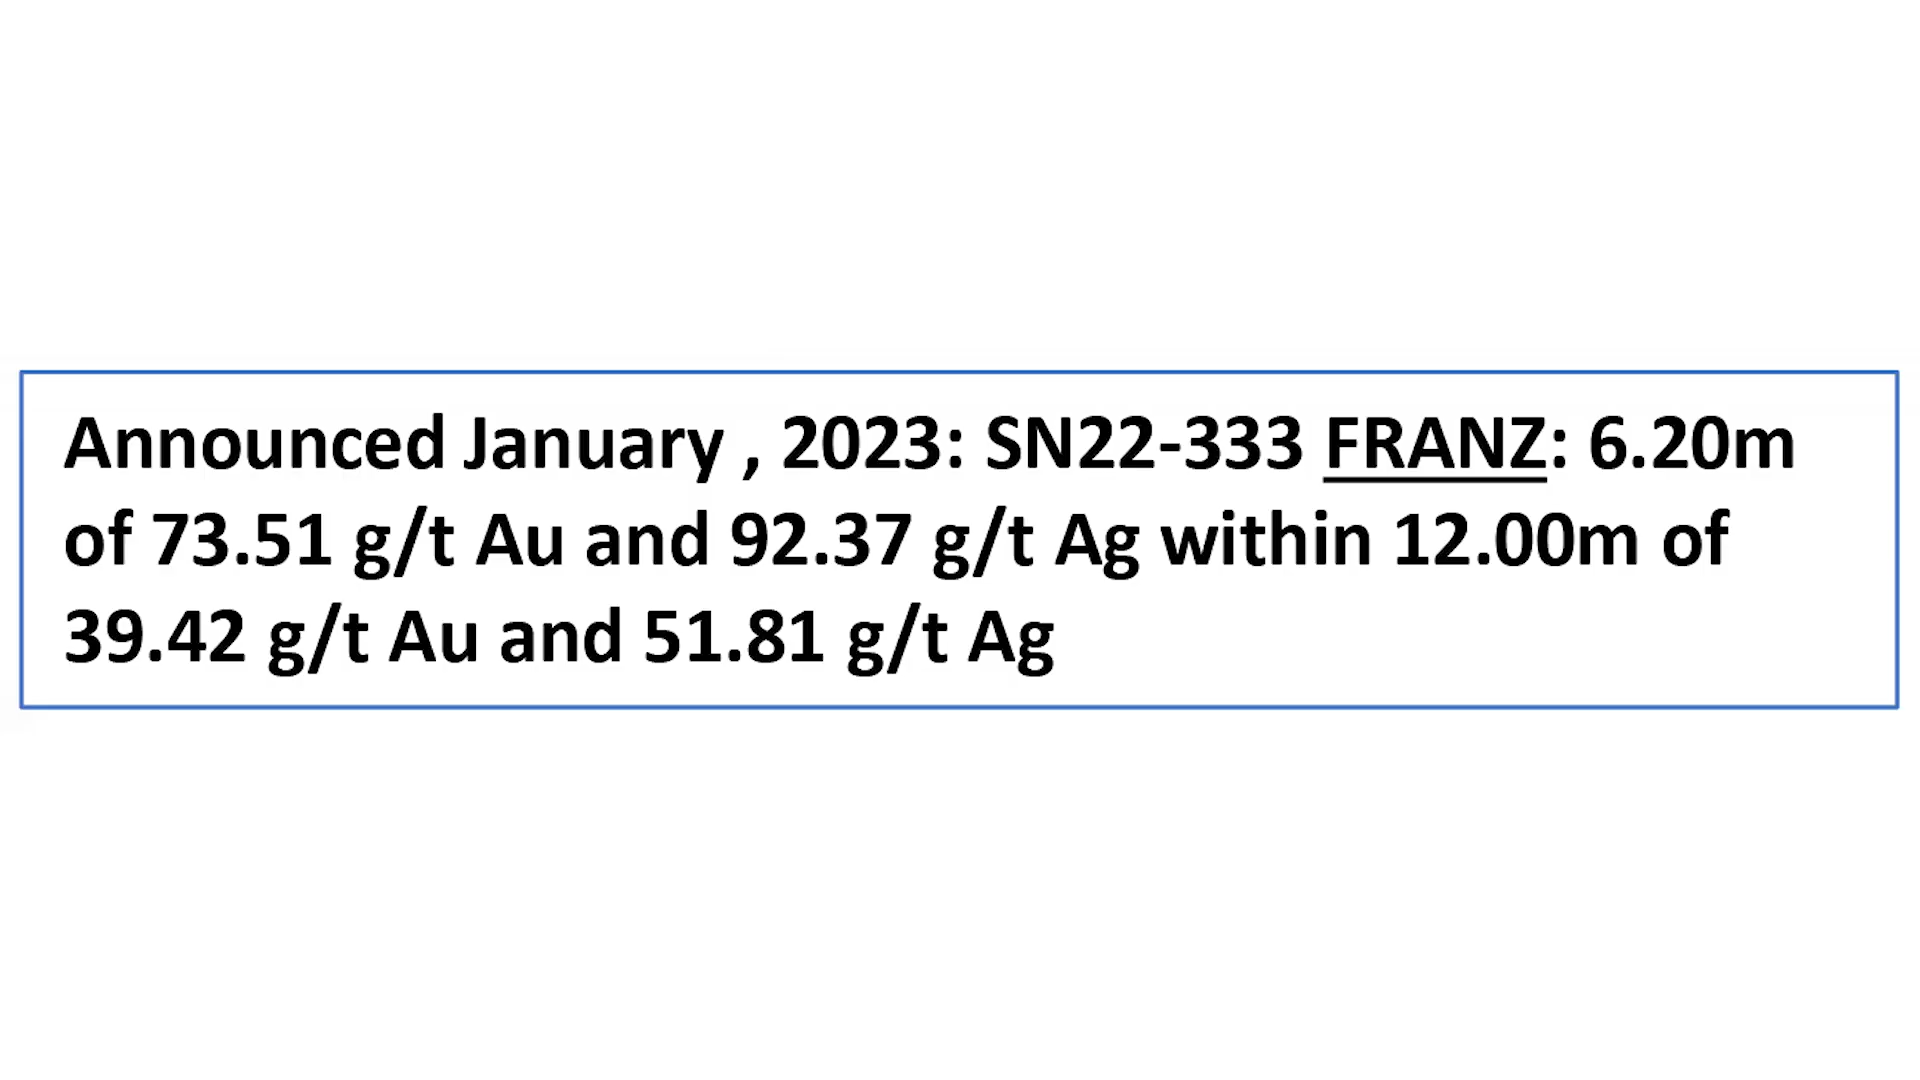 Announced January , 2023: SN22-333 FRANZ: 6.20m
of 73.51 g/t Au and 92.37 g/t Ag within 12.00m of
39.42 g/t Au and 51.81 g/t Ag